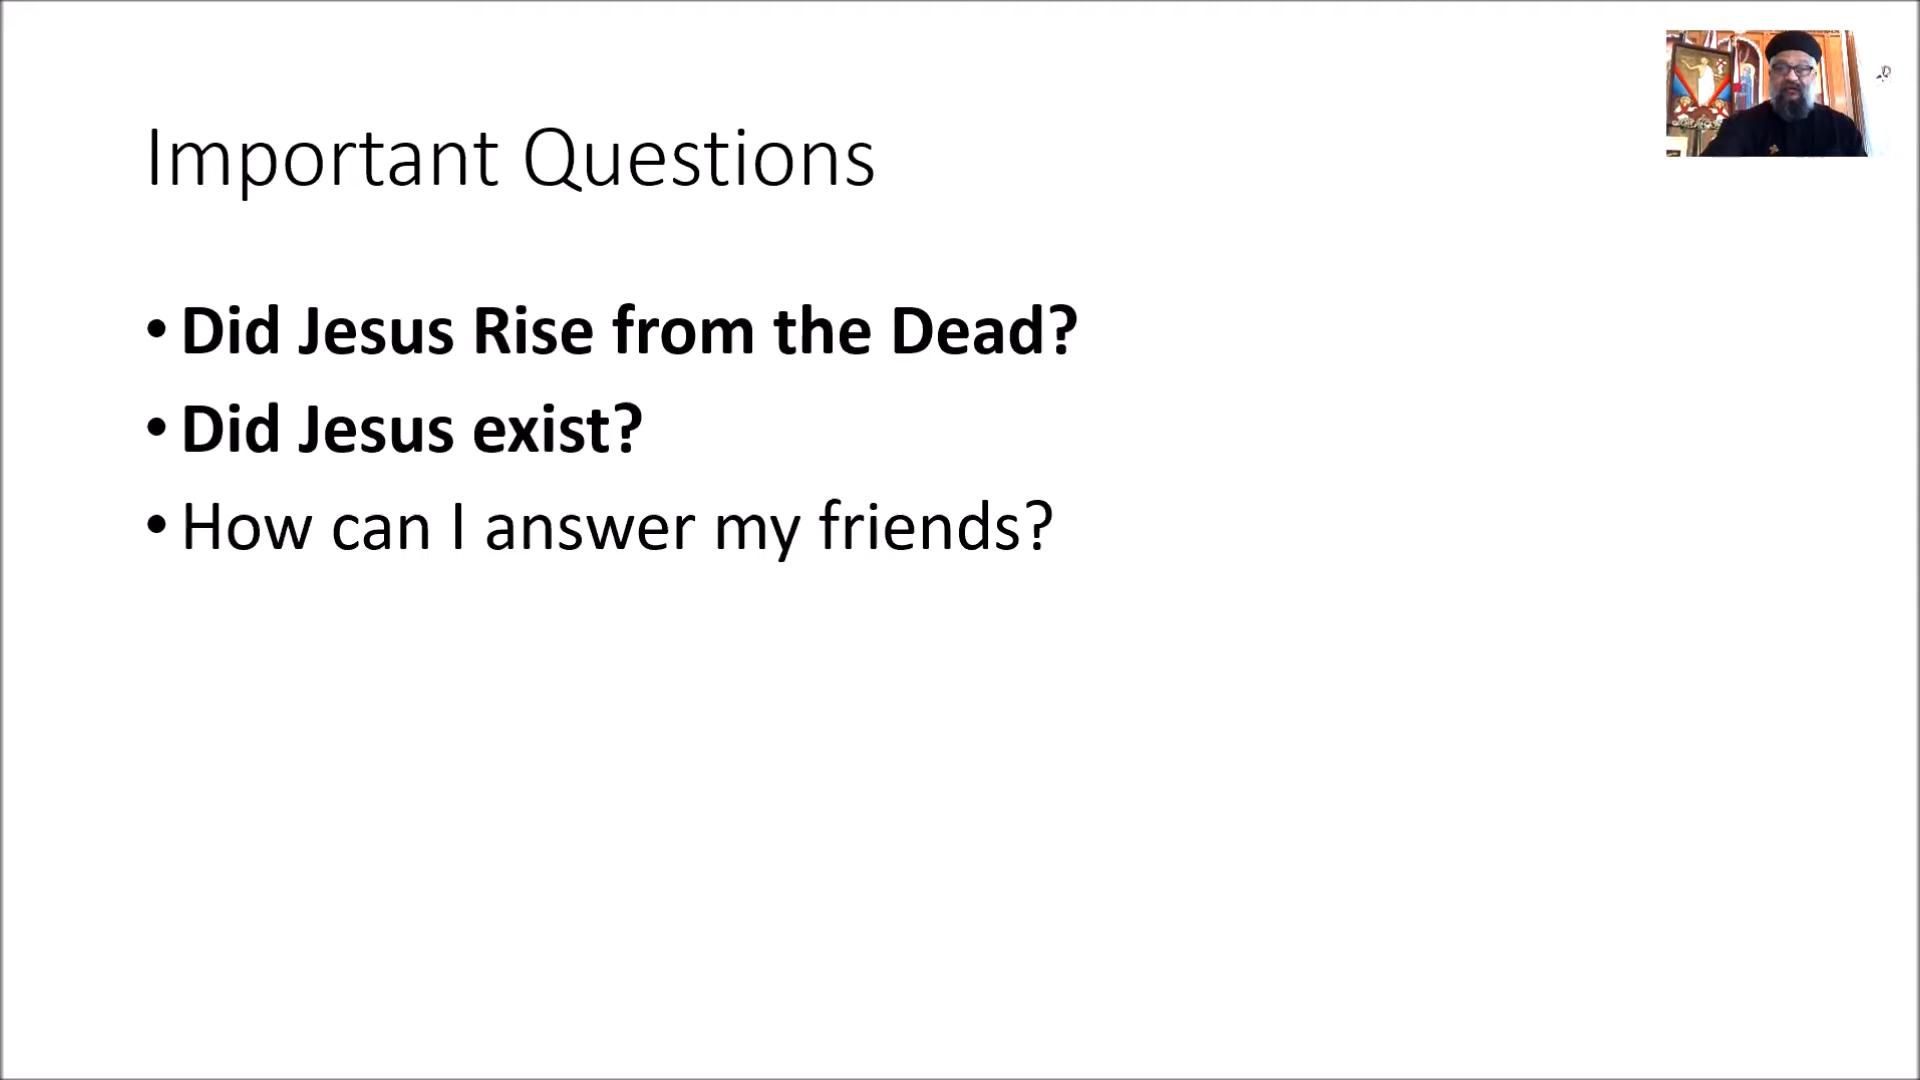 Important Questions
• Did Jesus Rise from the Dead?
• Did Jesus exist?
• How can I answer my friends?